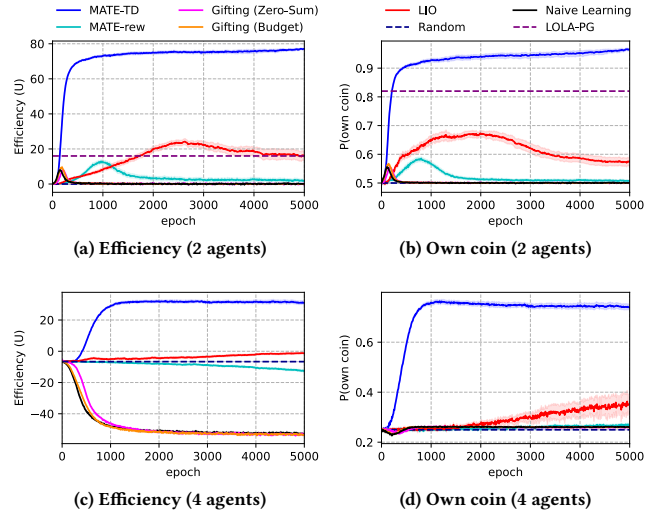 MATE-TD Gifting (Zero-Sum) LIO Naive Learning
MATE-rew Gifting (Budget) Random LOLA-PG
80
60
40
20
0
Efficiency (U)
0 1000 2000 3000 4000 5000
epoch
(a) Efficiency (2 agents)
0.9
0.8
0.7
0.6
0.5
P(own coin)
0 1000 2000 3000 4000 5000
epoch
(b) Own coin (2 agents)
20
0
−20
−40
Efficiency (U)
0 1000 2000 3000 4000 5000
epoch
(c) Efficiency (4 agents)
0.6
0.4
0.2
P(own coin)
0 1000 2000 3000 4000 5000
epoch
(d) Own coin (4 agents)